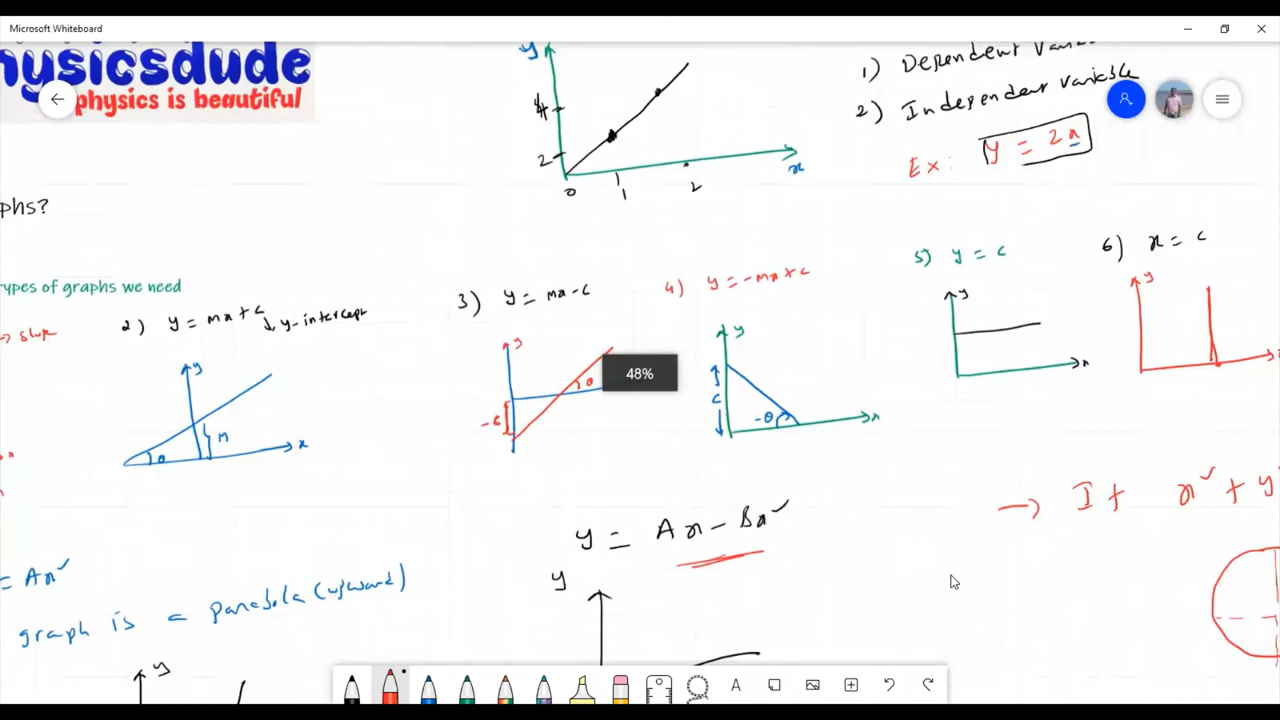 Microsoft Whiteboard
hysicsdude
physics is beautiful
y
4
2
0
1
2
x
1) Dependent Varia
2) Independent variable
Ex: y = 2x
phs?
types of graphs we need
→ slope
2) y = mx + c
↳ y-intercept
y
θ
M
x
3) y = mx - c
y
θ
-c
48%
4) y = -mx + c
y
c
-θ
x
5) y = c
y
x
6) x = c
y
y = Ax - Bx²
y
→ If x² + y
= Ax²
graph is a parabola (upward)
y
A